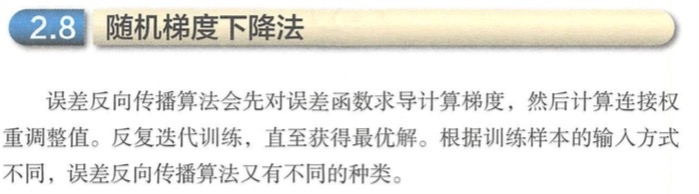 2.8 随机梯度下降法
误差反向传播算法会先对误差函数求导计算梯度，然后计算连接权
重调整值。反复迭代训练，直至获得最优解。根据训练样本的输入方式
不同，误差反向传播算法又有不同的种类。